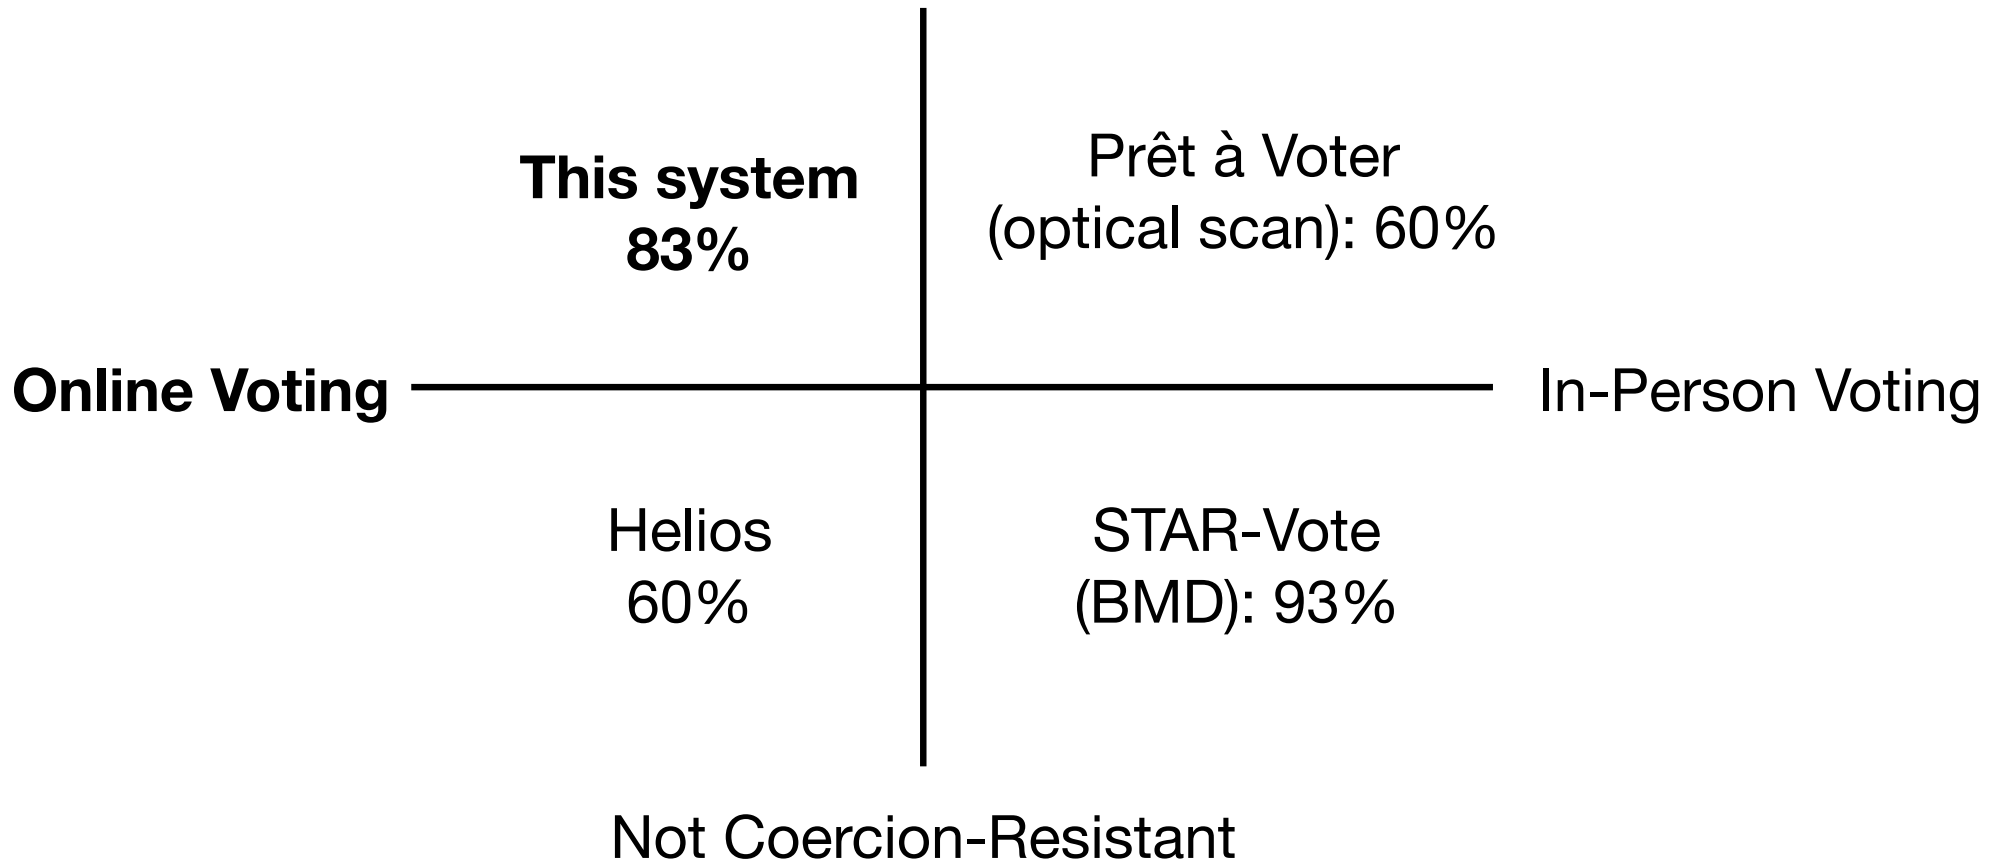 This system
83%
Prêt à Voter
(optical scan): 60%
Online Voting
In-Person Voting
Helios
60%
STAR-Vote
(BMD): 93%
Not Coercion-Resistant